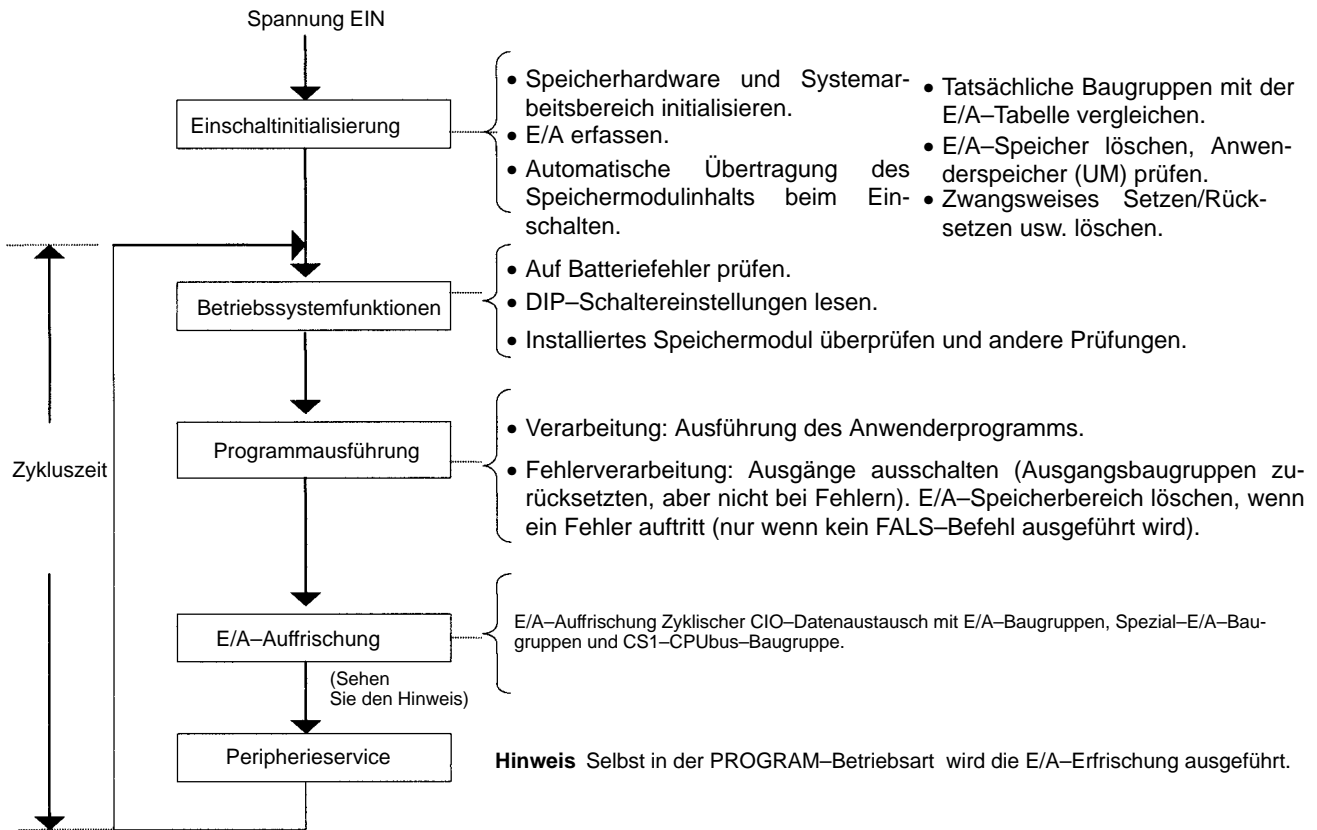 Spannung EIN
Einschaltinitialisierung
• Speicherhardware und Systemar-
beitsbereich initialisieren.
• E/A erfassen.
• Automatische Übertragung des
Speichermodulinhalts beim Ein-
schalten.
• Tatsächliche Baugruppen mit der
E/A–Tabelle vergleichen.
• E/A–Speicher löschen, Anwen-
derspeicher (UM) prüfen.
• Zwangsweises Setzen/Rück-
setzen usw. löschen.
Betriebssystemfunktionen
• Auf Batteriefehler prüfen.
• DIP–Schaltereinstellungen lesen.
• Installiertes Speichermodul überprüfen und andere Prüfungen.
Zykluszeit
Programmausführung
• Verarbeitung: Ausführung des Anwenderprogramms.
• Fehlerverarbeitung: Ausgänge ausschalten (Ausgangsbaugruppen zu-
rücksetzten, aber nicht bei Fehlern). E/A–Speicherbereich löschen, wenn
ein Fehler auftritt (nur wenn kein FALS–Befehl ausgeführt wird).
E/A–Auffrischung
E/A–Auffrischung Zyklischer CIO–Datenaustausch mit E/A–Baugruppen, Spezial–E/A–Bau-
gruppen und CS1–CPUbus–Baugruppe.
(Sehen
Sie den Hinweis)
Peripherieservice
Hinweis Selbst in der PROGRAM–Betriebsart wird die E/A–Erfrischung ausgeführt.